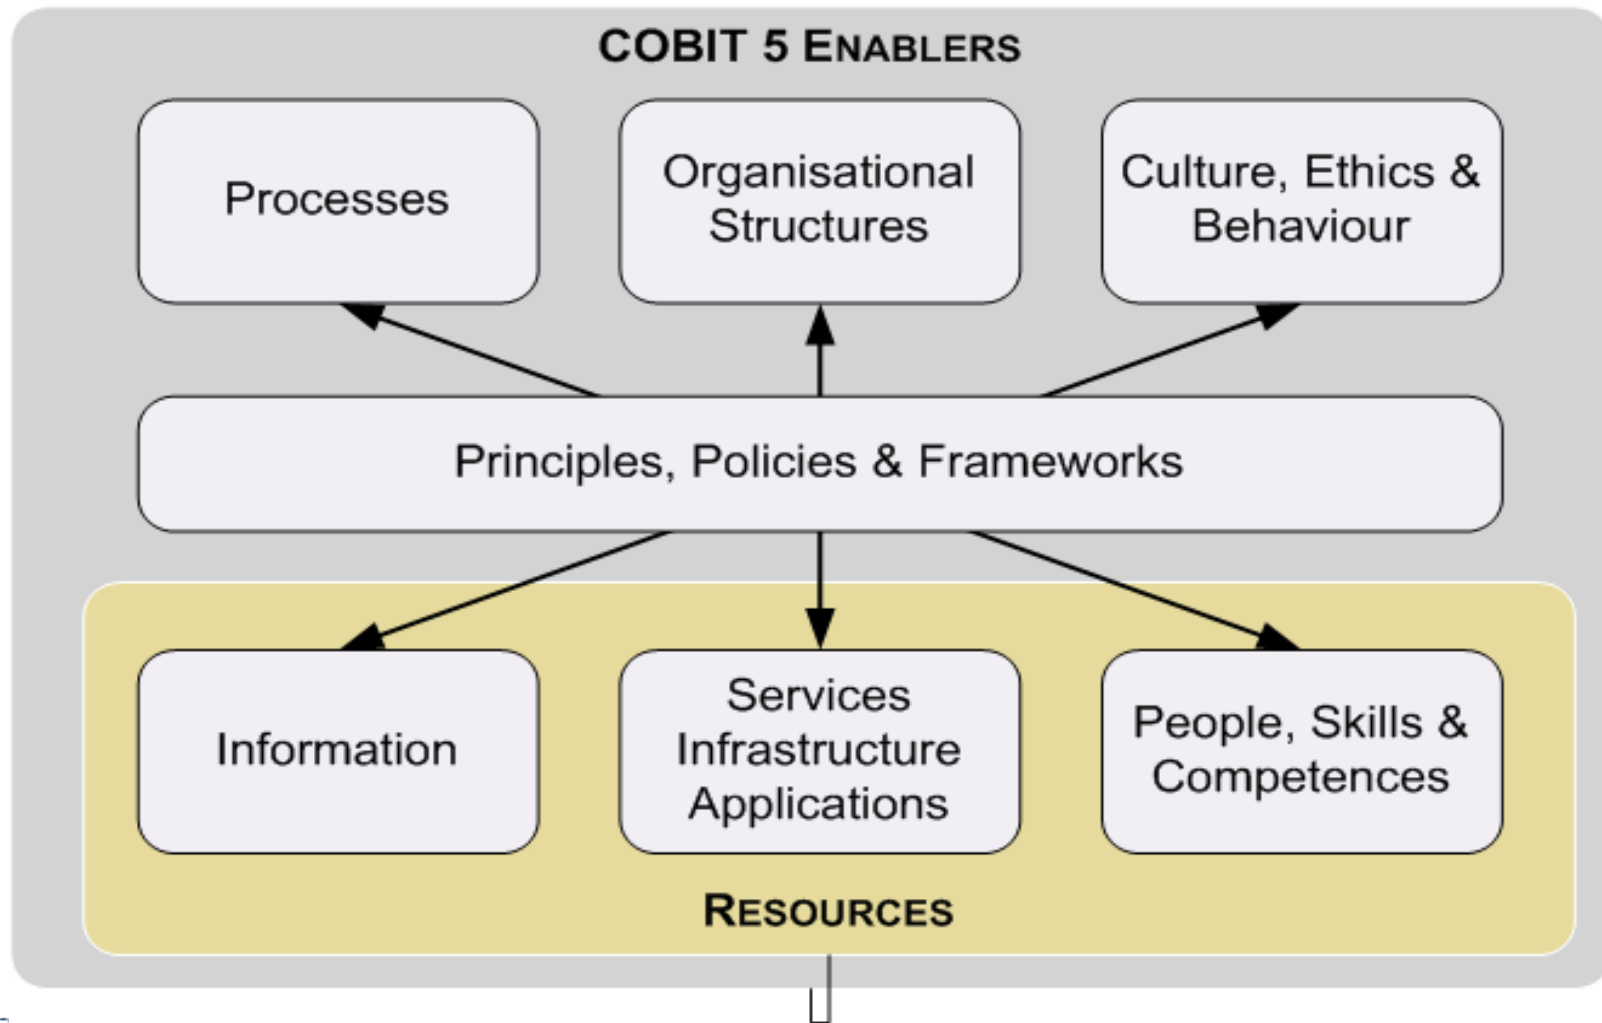 COBIT 5 ENABLERS
Processes
Organisational
Structures
Culture, Ethics &
Behaviour
Principles, Policies & Frameworks
Information
Services
Infrastructure
Applications
People, Skills &
Competences
RESOURCES